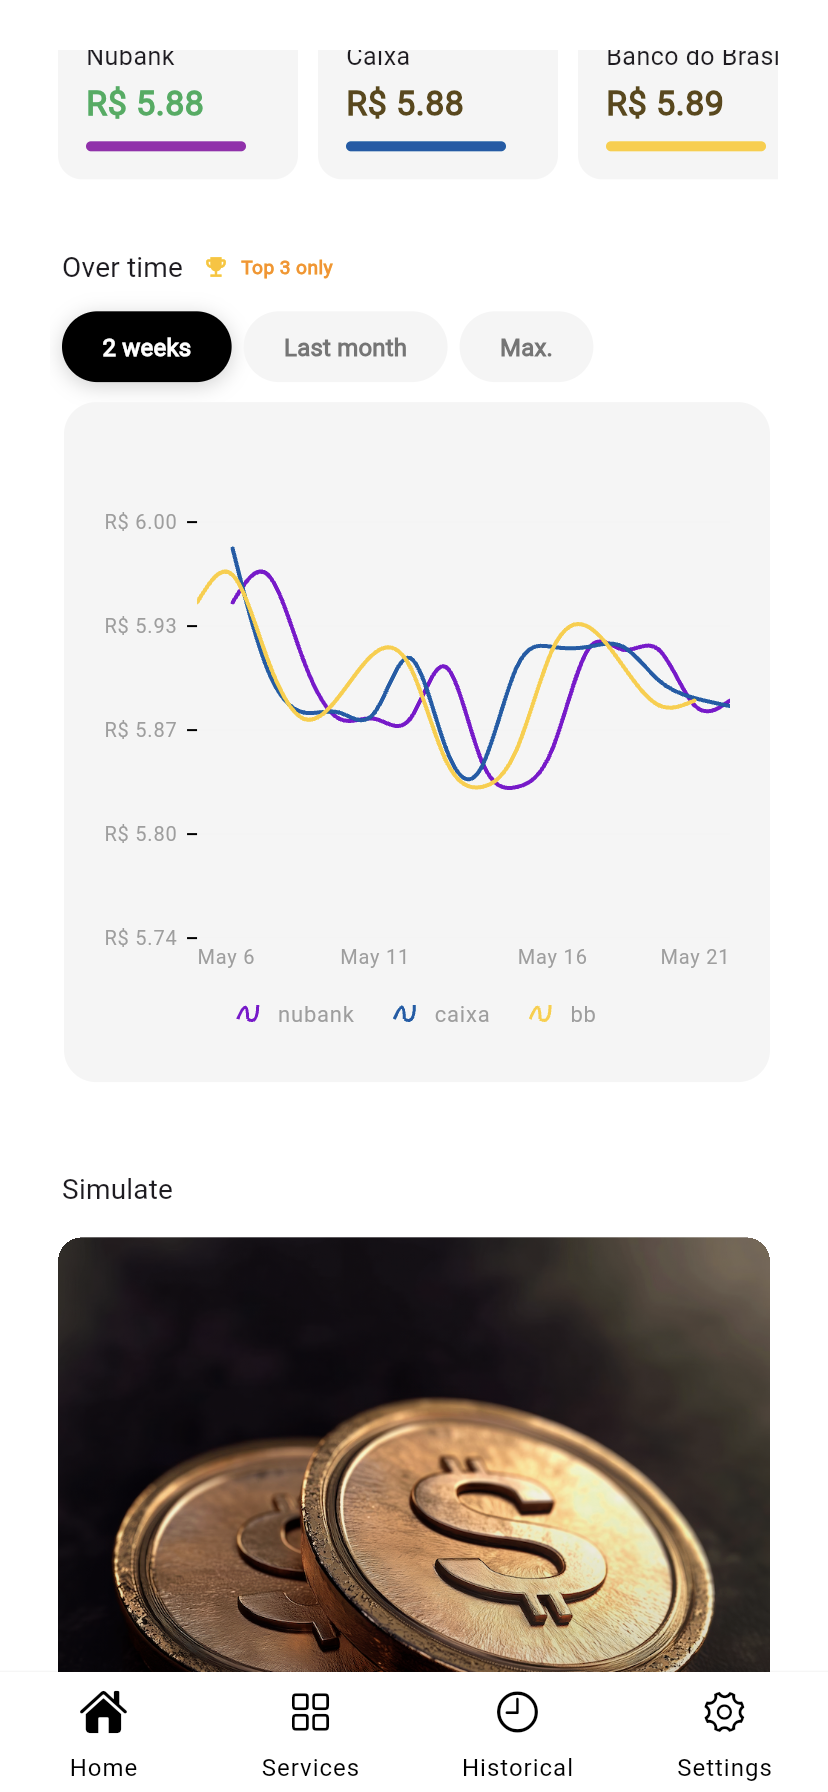 Nubank
Caixa
Banco do Brasi
R$ 5.88
R$ 5.88
R$ 5.89
Over time
Top 3 only
2 weeks
Last month
Max.
R$ 6.00
R$ 5.93
R$ 5.87
R$ 5.80
R$ 5.74
May 6
May 11
May 16
May 21
nubank
caixa
bb
Simulate
Home
Services
Historical
Settings